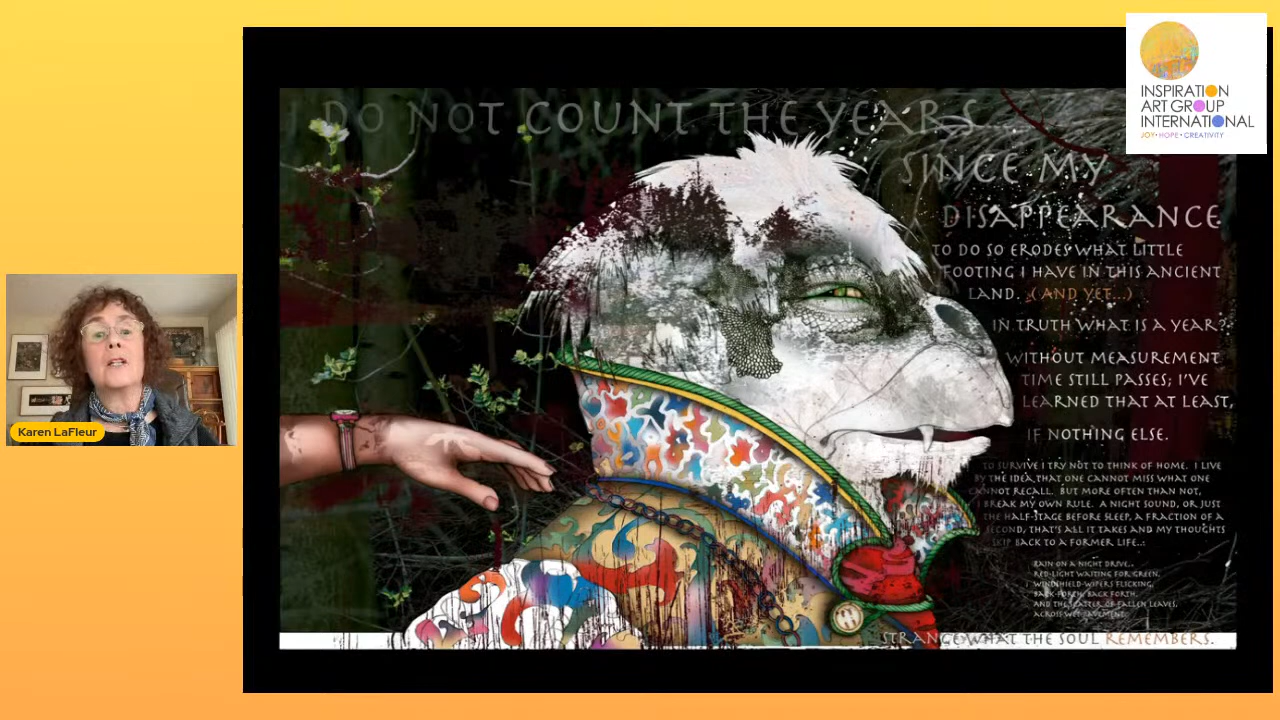 I DO NOT COUNT THE YEARS...
SINCE MY
DISAPPEARANCE
TO DO SO ERODES WHAT LITTLE
FOOTING I HAVE IN THIS ANCIENT
LAND. (AND YET...)
IN TRUTH WHAT IS A YEAR?
WITHOUT MEASUREMENT
TIME STILL PASSES; I'VE
LEARNED THAT AT LEAST,
IF NOTHING ELSE.
TO SURVIVE I TRY NOT TO THINK OF HOME. I LIVE
BY THE IDEA THAT ONE CANNOT MISS WHAT ONE
CANNOT RECALL. BUT MORE OFTEN THAN NOT,
I BREAK MY OWN RULE. A NIGHT SOUND, OR JUST
THE HALF-STAGE BEFORE SLEEP, A FRACTION OF A
SECOND, THAT'S ALL IT TAKES AND MY THOUGHTS
SKIP BACK TO A FORMER LIFE...
RAIN ON A NIGHT DRIVE,
RED LIGHT WAITING FOR GREEN,
WINDSHIELD WIPERS FLICKING,
BACK-FORTH, BACK FORTH,
AND THE SCATTER OF FALLEN LEAVES,
ACROSS WET PAVEMENT.
STRANGE WHAT THE SOUL REMEMBERS.
INSPIRATION
ART GROUP
INTERNATIONAL
JOY • HOPE • CREATIVITY
Karen LaFleur